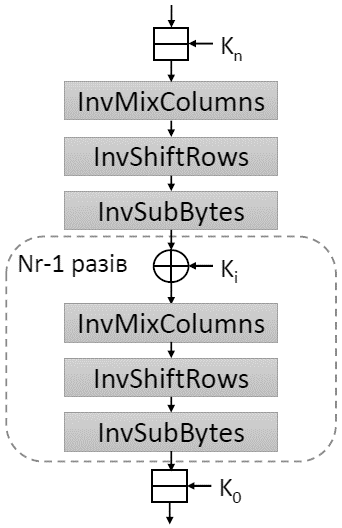 Kn
InvMixColumns
InvShiftRows
InvSubBytes
Nr-1 разів
Ki
InvMixColumns
InvShiftRows
InvSubBytes
K0